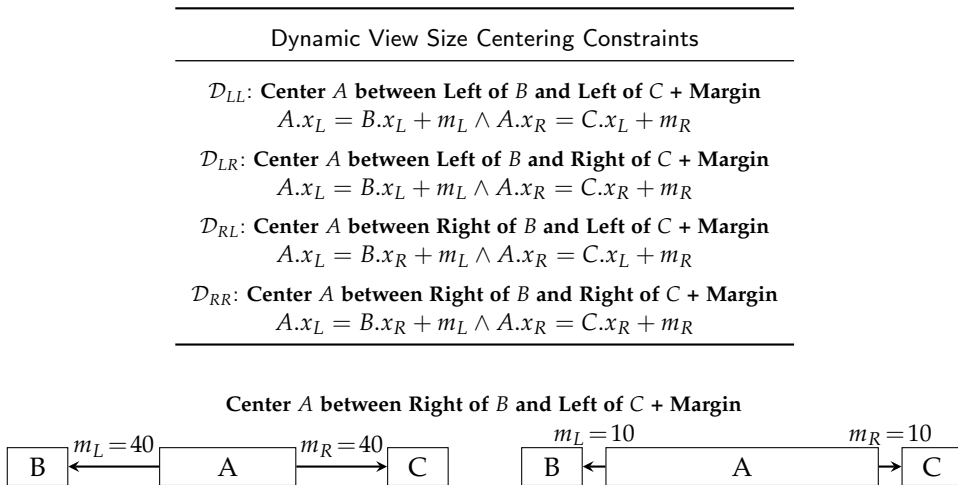 Dynamic View Size Centering Constraints
𝒟_LL: Center A between Left of B and Left of C + Margin
A.x_L = B.x_L + m_L ∧ A.x_R = C.x_L + m_R
𝒟_LR: Center A between Left of B and Right of C + Margin
A.x_L = B.x_L + m_L ∧ A.x_R = C.x_R + m_R
𝒟_RL: Center A between Right of B and Left of C + Margin
A.x_L = B.x_R + m_L ∧ A.x_R = C.x_L + m_R
𝒟_RR: Center A between Right of B and Right of C + Margin
A.x_L = B.x_R + m_L ∧ A.x_R = C.x_R + m_R
Center A between Right of B and Left of C + Margin
m_L = 40 m_R = 40 m_L = 10 m_R = 10
B A C B A C